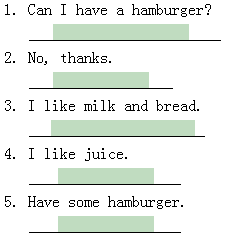 1. Can I have a hamburger?
2. No, thanks.
3. I like milk and bread.
4. I like juice.
5. Have some hamburger.